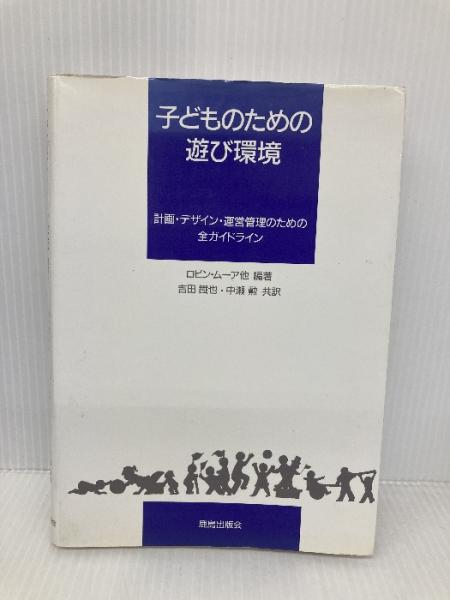 子どものための
遊び環境
計画・デザイン・運営管理のための
全ガイドライン
ロビン・ムーア他 編著
吉田鐵也・中瀬 勲 共訳
鹿島出版会